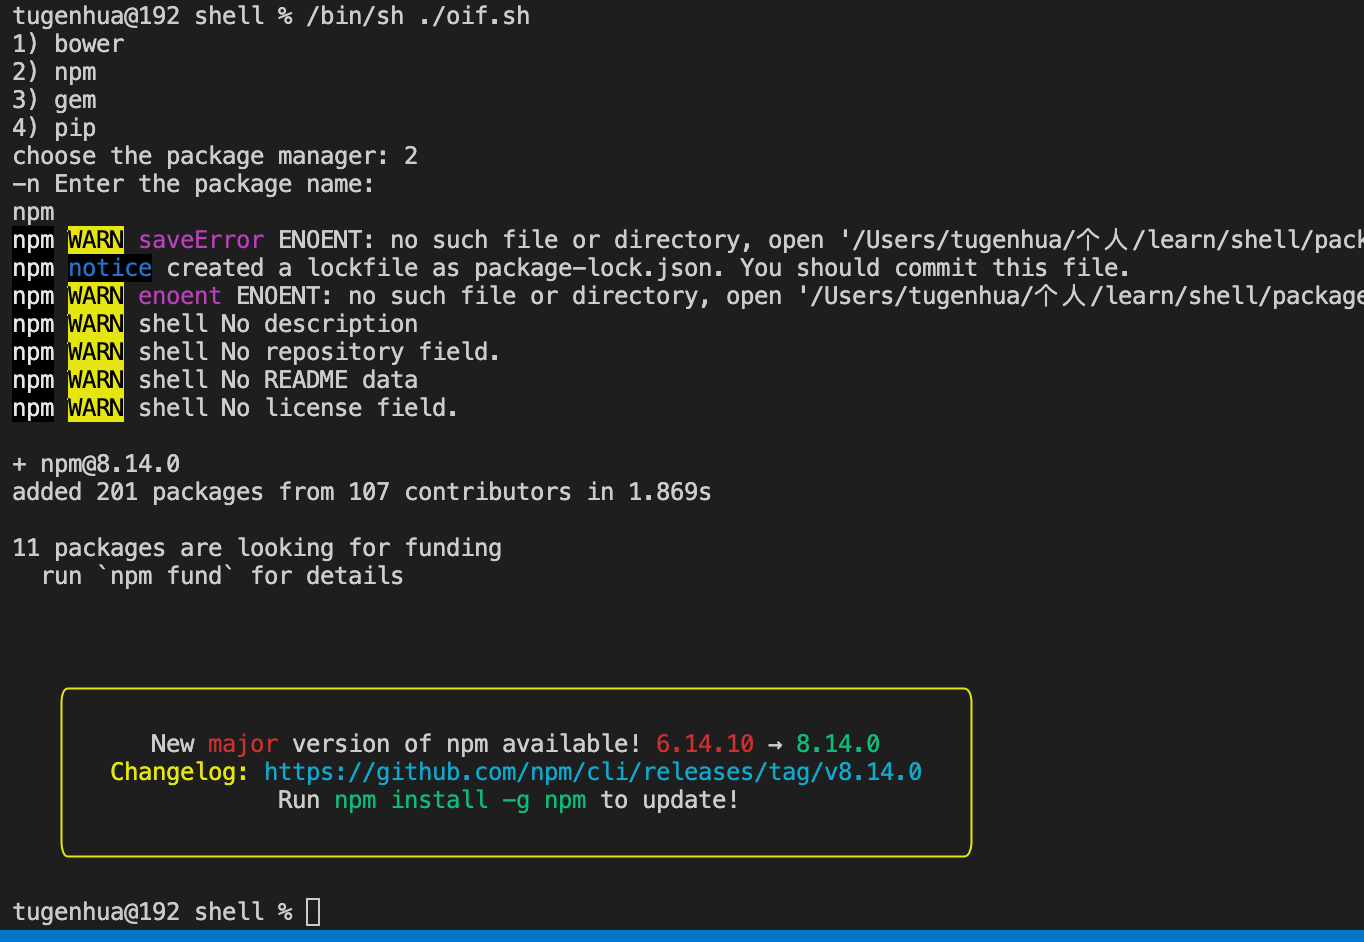 tugenhua@192 shell % /bin/sh ./oif.sh
1) bower
2) npm
3) gem
4) pip
choose the package manager: 2
-n Enter the package name:
npm
npm WARN saveError ENOENT: no such file or directory, open '/Users/tugenhua/个人/learn/shell/pack
npm notice created a lockfile as package-lock.json. You should commit this file.
npm WARN enoent ENOENT: no such file or directory, open '/Users/tugenhua/个人/learn/shell/package
npm WARN shell No description
npm WARN shell No repository field.
npm WARN shell No README data
npm WARN shell No license field.
+ npm@8.14.0
added 201 packages from 107 contributors in 1.869s
11 packages are looking for funding
run `npm fund` for details
New major version of npm available! 6.14.10 → 8.14.0
Changelog: https://github.com/npm/cli/releases/tag/v8.14.0
Run npm install -g npm to update!
tugenhua@192 shell %